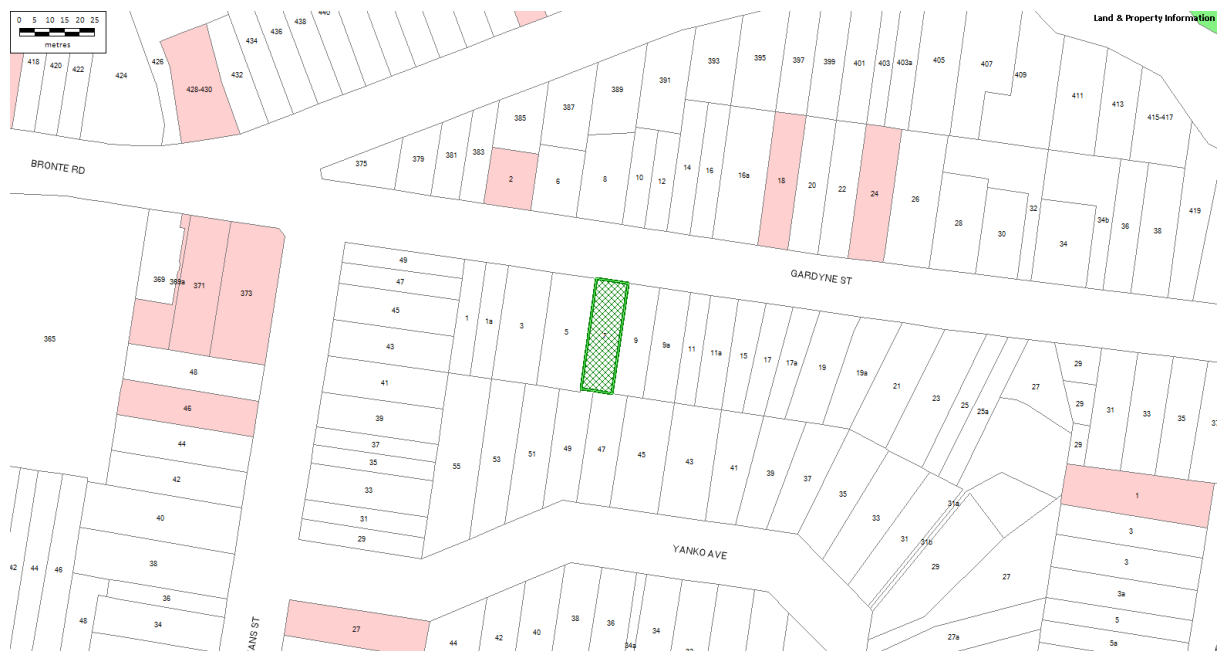 0 5 10 15 20 25
metres
Land & Property Information
418 420 422 424 426 428-430 432 434 436 438 440
BRONTE RD
375 379 381 383 385 387 389 391 393 395 397 399 401 403 403a 405 407 409 411 413 415-417 419
2 6 8 10 12 14 16 16a 18 20 22 24 26 28 30 32 34 34b 36 38
GARDYNE ST
365 369 369a 371 373
49
47
45
43
41
39
37
35
33
31
29
1 1a 3 5 7 9 9a 11 11a 15 17 17a 19 19a 21 23 25 25a 27
29
29
29
31 33 35
48
46
44
42
40
38
36
34
42 44 46 48
55 53 51 49 47 45 43 41 39 37 35 33 31 31a 31b 29 27
27a
YANKO AVE
1
3
3
3a
5
5a
27
44 42 40 38 36 34a 34